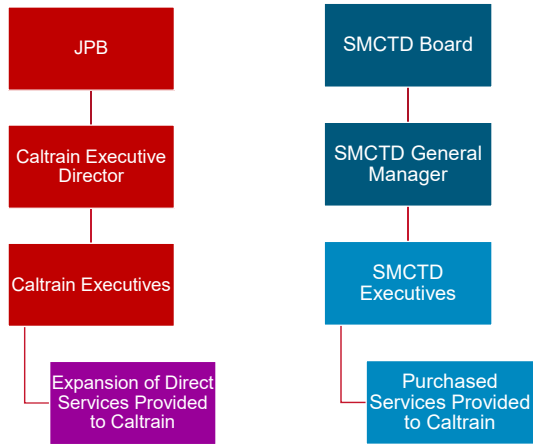 JPB
Caltrain Executive
Director
Caltrain Executives
Expansion of Direct
Services Provided
to Caltrain
SMCTD Board
SMCTD General
Manager
SMCTD
Executives
Purchased
Services Provided
to Caltrain